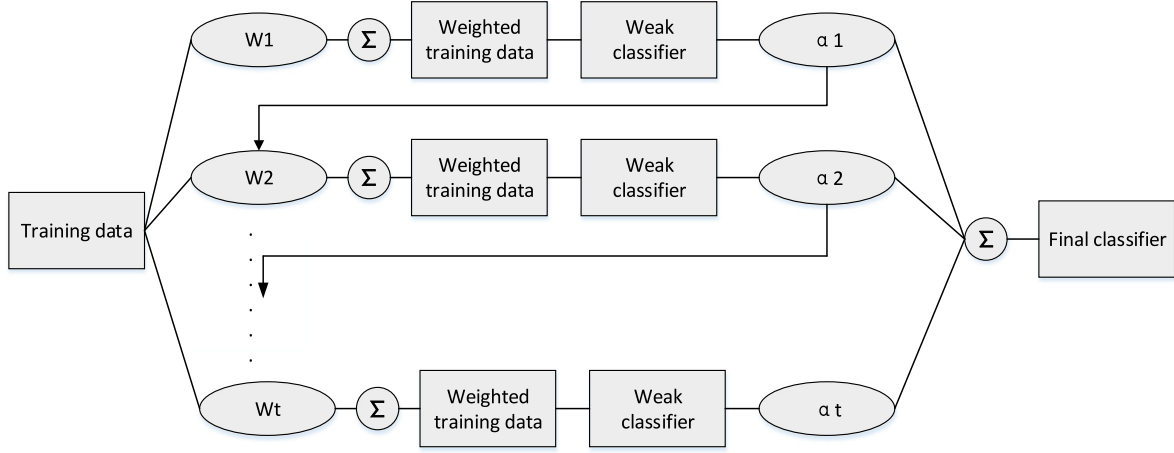 W1
Σ
Weighted
training data
Weak
classifier
α 1
W2
Σ
Weighted
training data
Weak
classifier
α 2
Training data
Σ
Final classifier
Wt
Σ
Weighted
training data
Weak
classifier
α t